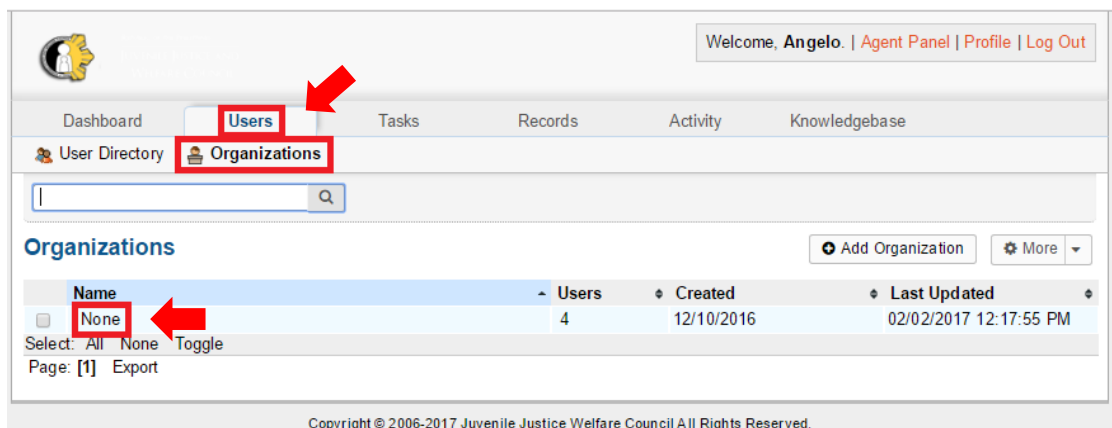 Welcome, Angelo. | Agent Panel | Profile | Log Out
Dashboard Users Tasks Records Activity Knowledgebase
User Directory Organizations
Organizations
Add Organization More
Name Users Created Last Updated
None 4 12/10/2016 02/02/2017 12:17:55 PM
Select: All None Toggle
Page: [1] Export
Copyright © 2006-2017 Juvenile Justice Welfare Council All Rights Reserved.